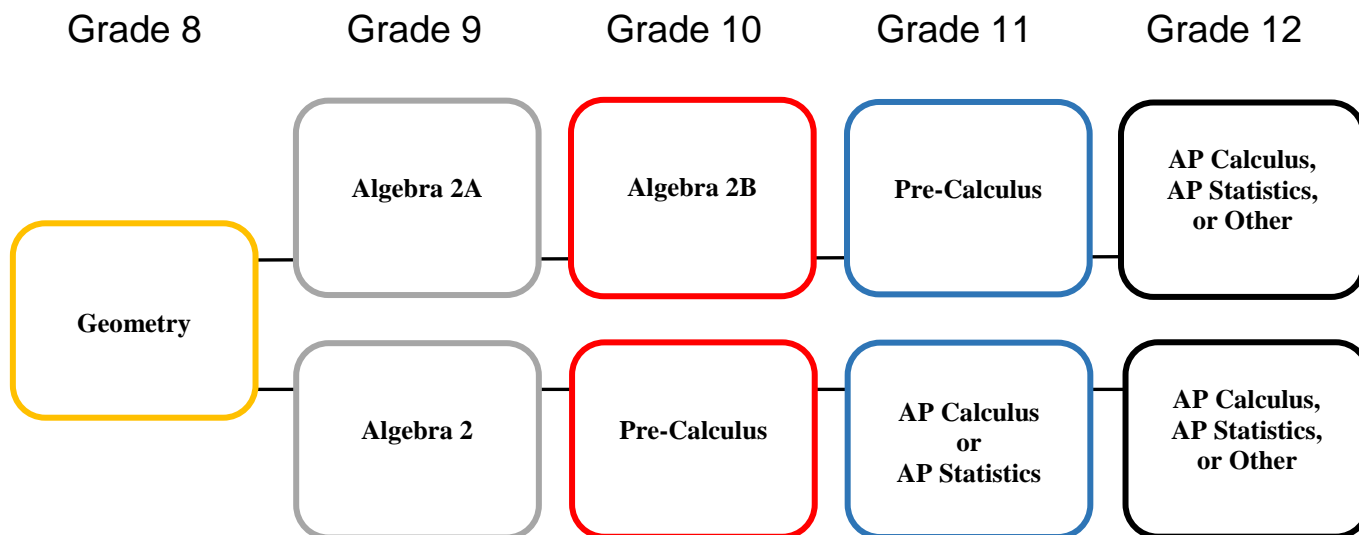 Grade 8
Grade 9
Grade 10
Grade 11
Grade 12
Geometry
Algebra 2A
Algebra 2B
Pre-Calculus
AP Calculus,
AP Statistics,
or Other
Algebra 2
Pre-Calculus
AP Calculus
or
AP Statistics
AP Calculus,
AP Statistics,
or Other